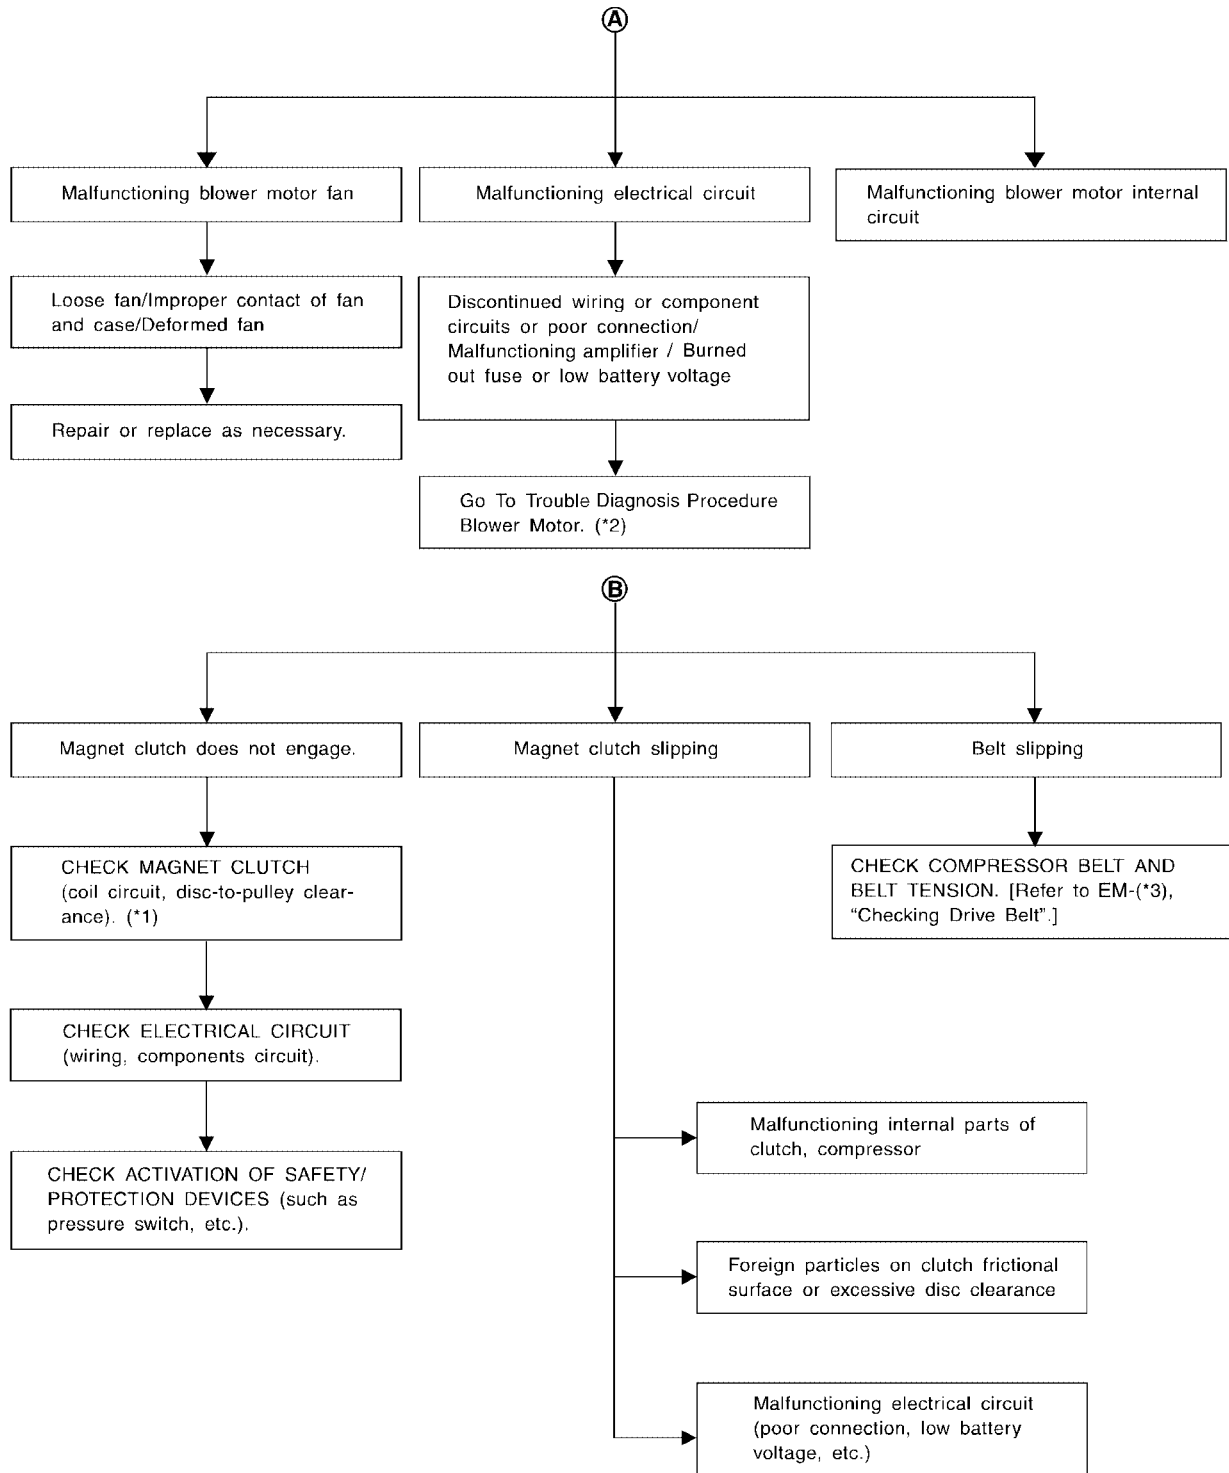 A
Malfunctioning blower motor fan
Malfunctioning electrical circuit
Malfunctioning blower motor internal
circuit
Loose fan/Improper contact of fan
and case/Deformed fan
Discontinued wiring or component
circuits or poor connection/
Malfunctioning amplifier / Burned
out fuse or low battery voltage
Repair or replace as necessary.
Go To Trouble Diagnosis Procedure
Blower Motor. (*2)
B
Magnet clutch does not engage.
Magnet clutch slipping
Belt slipping
CHECK MAGNET CLUTCH
(coil circuit, disc-to-pulley clear-
ance). (*1)
CHECK COMPRESSOR BELT AND
BELT TENSION. [Refer to EM-(*3),
“Checking Drive Belt”.]
CHECK ELECTRICAL CIRCUIT
(wiring, components circuit).
CHECK ACTIVATION OF SAFETY/
PROTECTION DEVICES (such as
pressure switch, etc.).
Malfunctioning internal parts of
clutch, compressor
Foreign particles on clutch frictional
surface or excessive disc clearance
Malfunctioning electrical circuit
(poor connection, low battery
voltage, etc.)